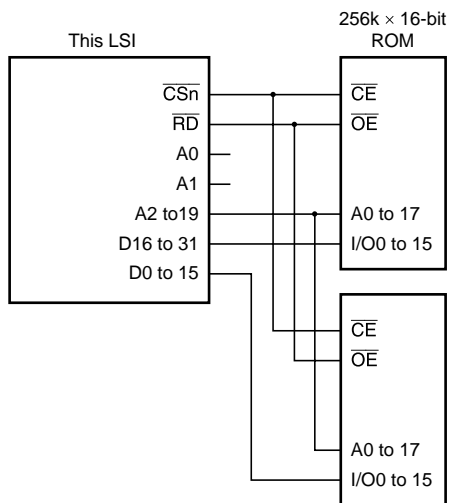 256k × 16-bit
This LSI
ROM
CSn
CE
RD
OE
A0
A1
A2 to19
A0 to 17
D16 to 31
I/O0 to 15
D0 to 15
CE
OE
A0 to 17
I/O0 to 15